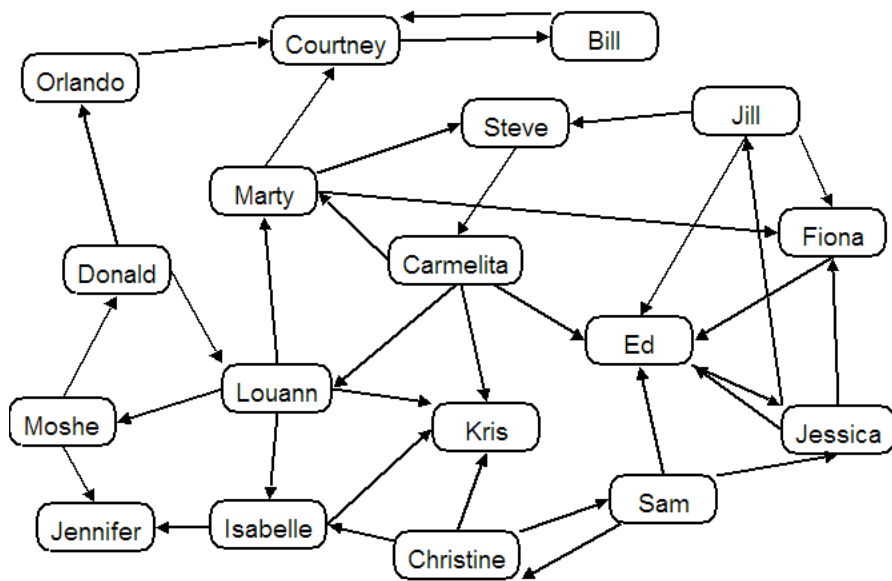 Courtney
Bill
Orlando
Steve
Jill
Marty
Fiona
Donald
Carmelita
Ed
Louann
Moshe
Kris
Jessica
Jennifer
Isabelle
Sam
Christine